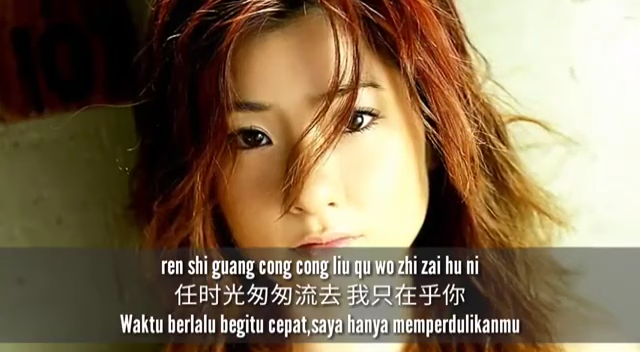 ren shi guang cong cong liu qu wo zhi zai hu ni
任时光匆匆流去 我只在乎你
Waktu berlalu begitu cepat,saya hanya memperdulikanmu